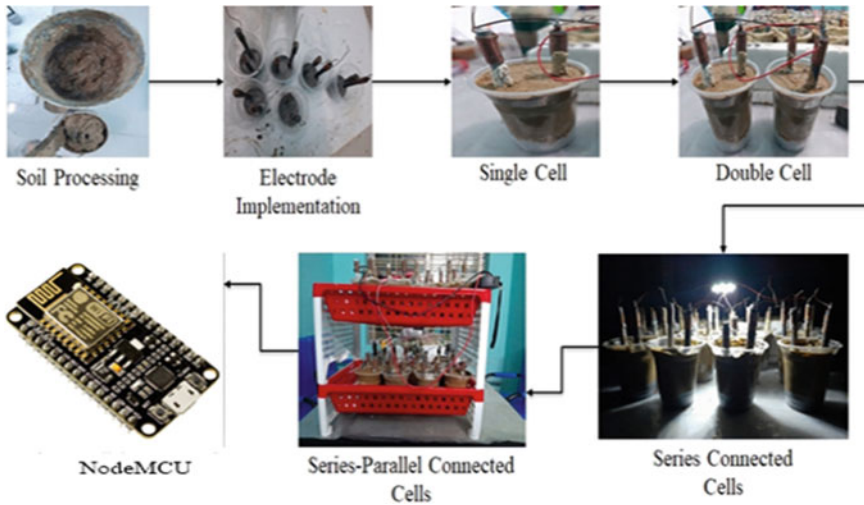 Soil Processing
Electrode
Implementation
Single Cell
Double Cell
NodeMCU
Series-Parallel Connected
Cells
Series Connected
Cells